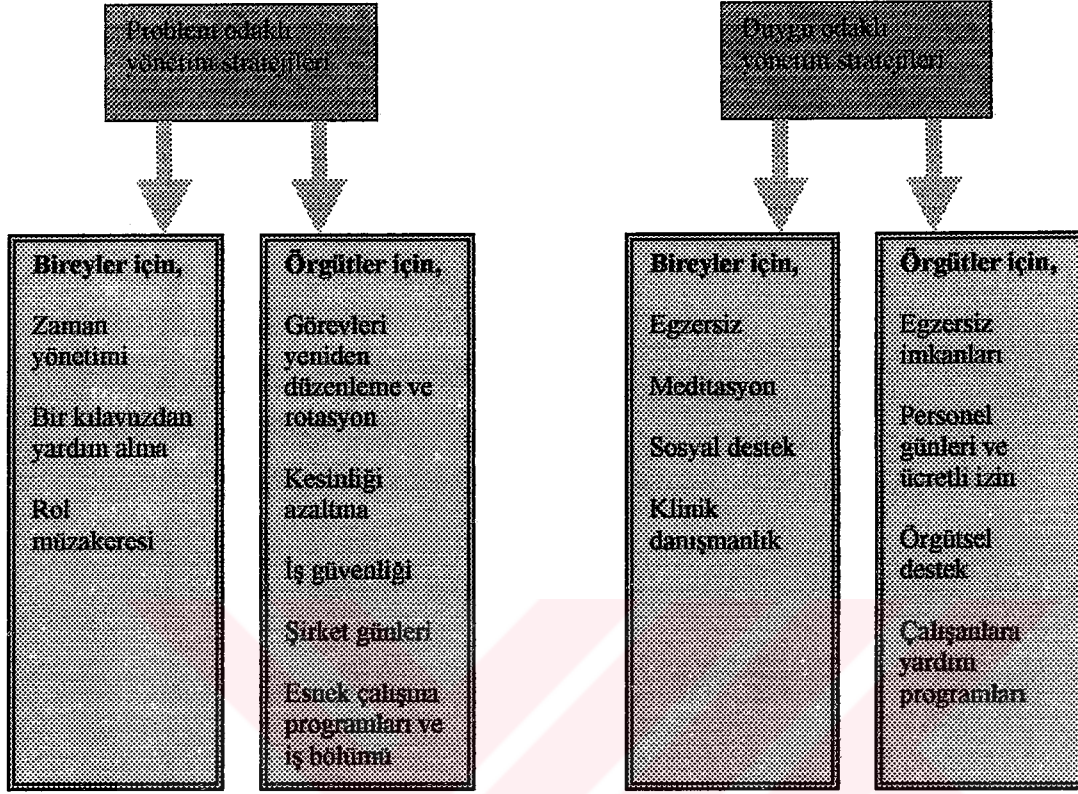 Problem odaklı
yönetim stratejileri
Duygu odaklı
yönetim stratejileri
Bireyler için,
Zaman
yönetimi
Bir kılavuzdan
yardım alma
Rol
müzakeresi
Örgütler için,
Görevleri
yeniden
düzenleme ve
rotasyon
Kesinliği
azaltma
İş güvenliği
Şirket günleri
Esnek çalışma
programları ve
iş bölümü
Bireyler için,
Egzersiz
Meditasyon
Sosyal destek
Klinik
danışmanlık
Örgütler için,
Egzersiz
imkanları
Personel
günleri ve
ücretli izin
Örgütsel
destek
Çalışanlara
yardım
programları